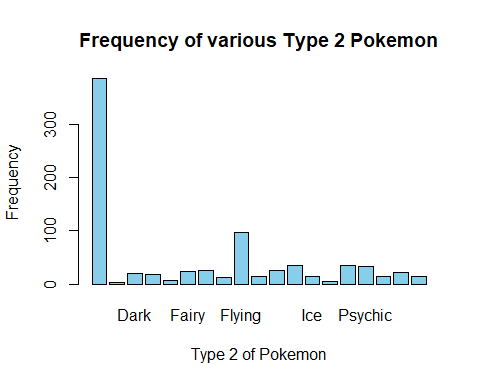 Frequency of various Type 2 Pokemon
Frequency
300
200
100
0
Dark Fairy Flying Ice Psychic
Type 2 of Pokemon